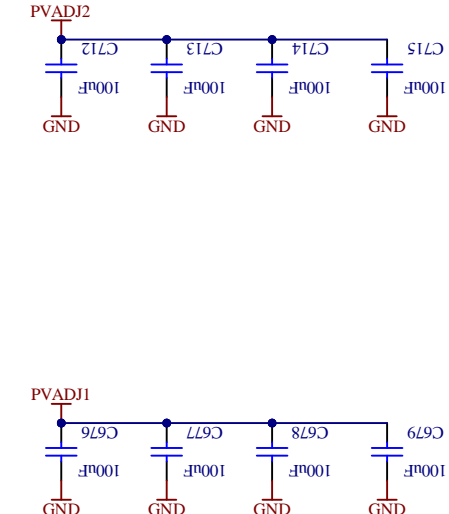 PVADJ2
C712 C713 C714 C715
100uF 100uF 100uF 100uF
GND GND GND GND
PVADJ1
C676 C677 C678 C679
100uF 100uF 100uF 100uF
GND GND GND GND